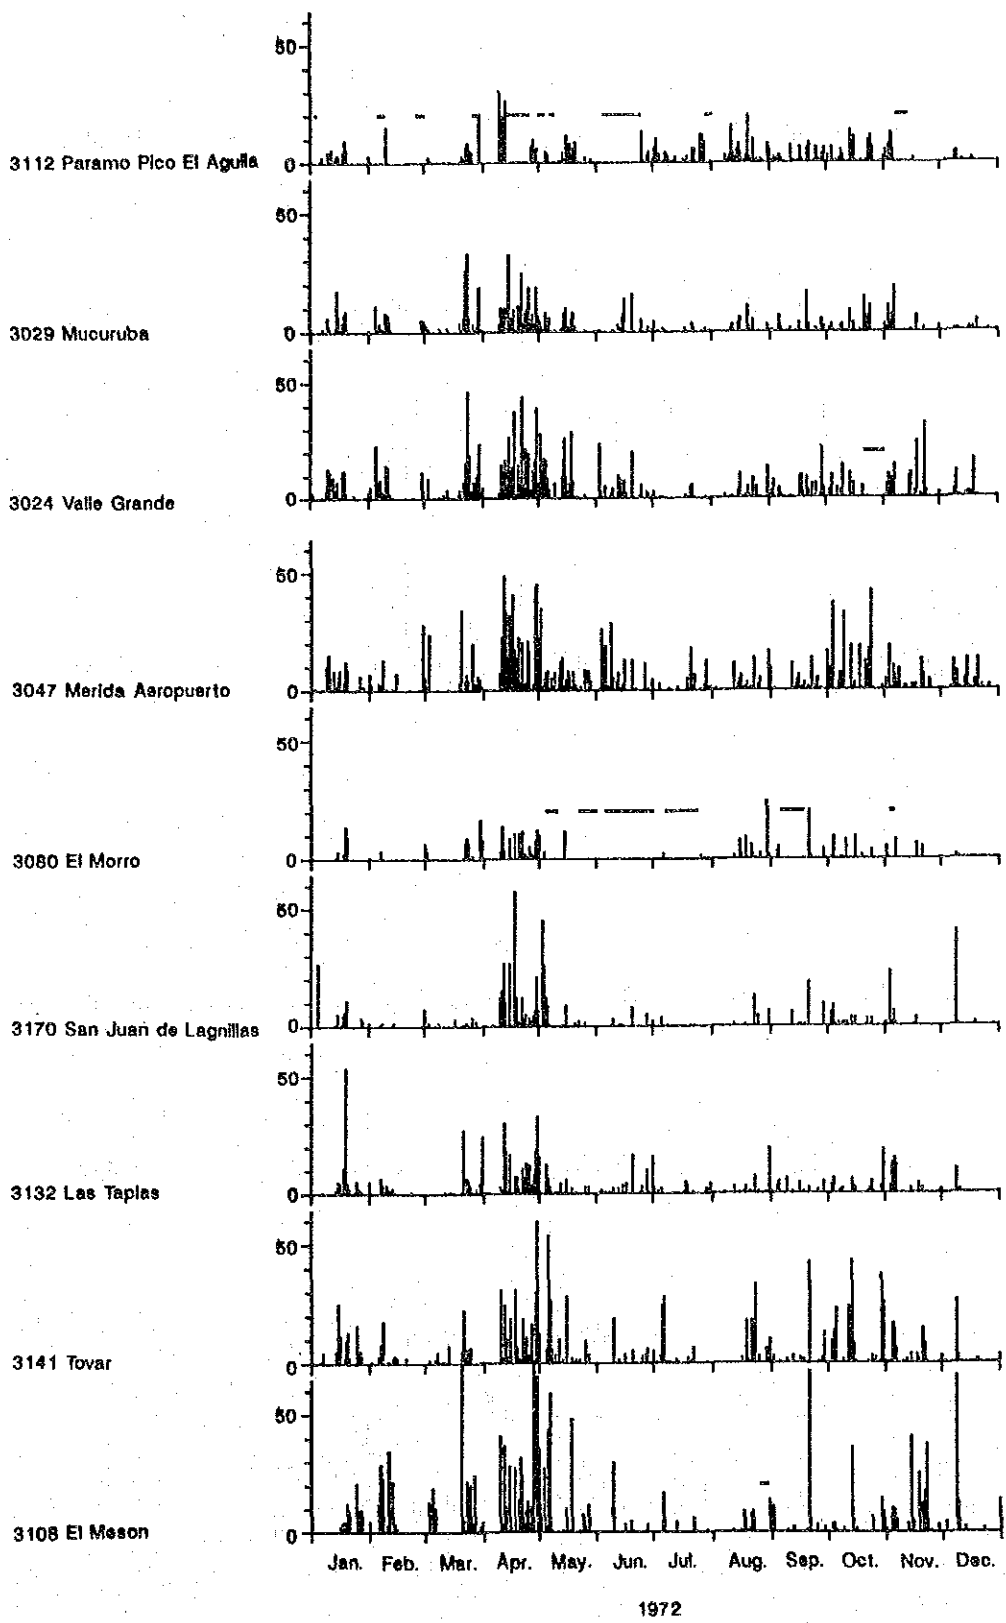 50
0
3112 Paramo Pico El Aguila
50
0
3029 Mucuruba
50
0
3024 Valle Grande
50
0
3047 Merida Aeropuerto
50
0
3080 El Morro
50
0
3170 San Juan de Lagnillas
50
0
3132 Las Tapias
50
0
3141 Tovar
50
0
3108 El Meson
Jan. Feb. Mar. Apr. May. Jun. Jul. Aug. Sep. Oct. Nov. Dec.
1972